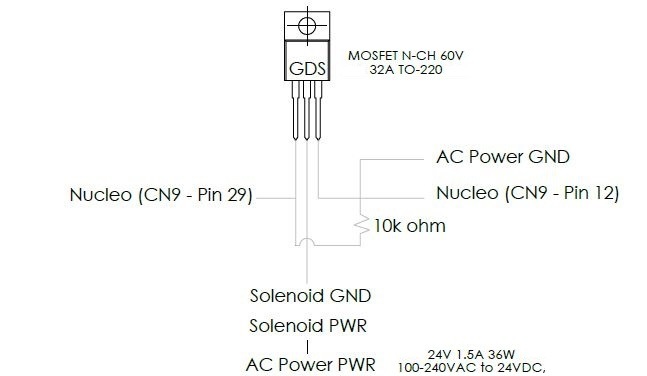 MOSFET N-CH 60V
32A TO-220
GDS
AC Power GND
Nucleo (CN9 - Pin 29)
Nucleo (CN9 - Pin 12)
10k ohm
Solenoid GND
Solenoid PWR
AC Power PWR
24V 1.5A 36W
100-240VAC to 24VDC,